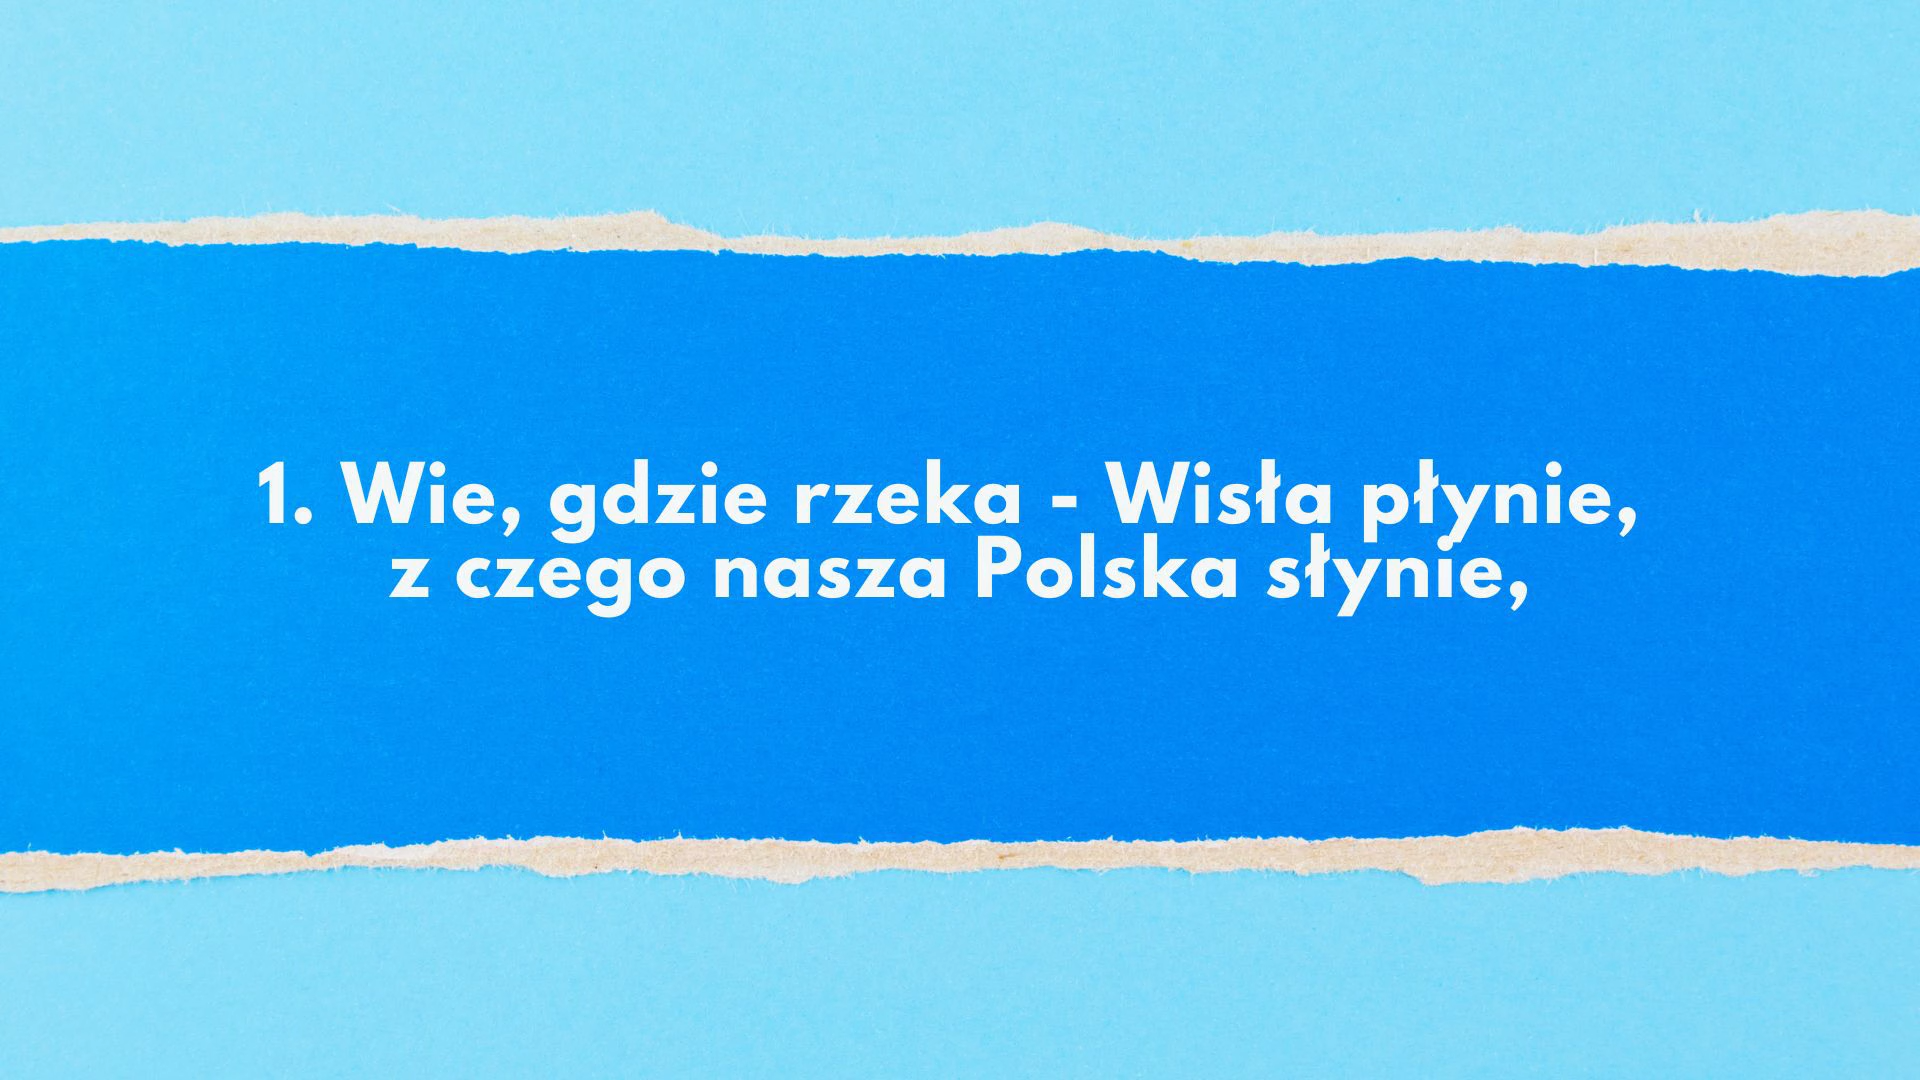 1. Wie, gdzie rzeka - Wisła płynie,
z czego nasza Polska słynie,